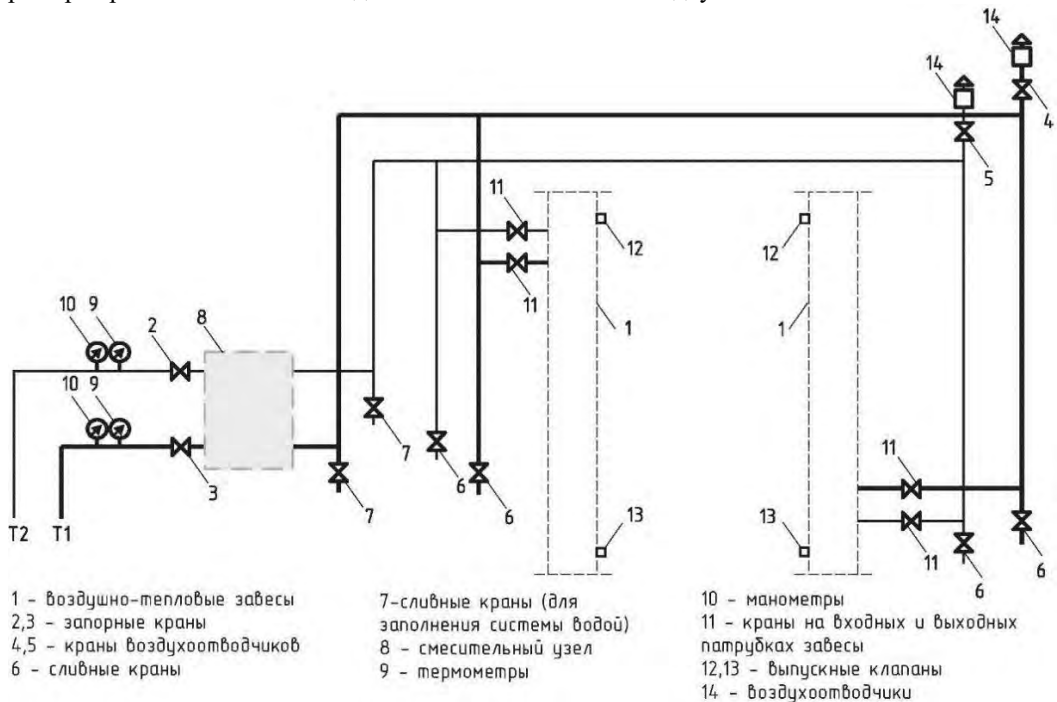 14
14
4
5
11
12
12
11
1
1
10 9
2
8
10 9
3
7
7
6
6
13
13
11
11
6
6
T2 T1
1 - воздушно-тепловые завесы
2,3 - запорные краны
4,5 - краны воздухоотводчиков
6 - сливные краны
7-сливные краны (для
заполнения системы водой)
8 - смесительный узел
9 - термометры
10 - манометры
11 - краны на входных и выходных
патрубках завесы
12,13 - выпускные клапаны
14 - воздухоотводчики